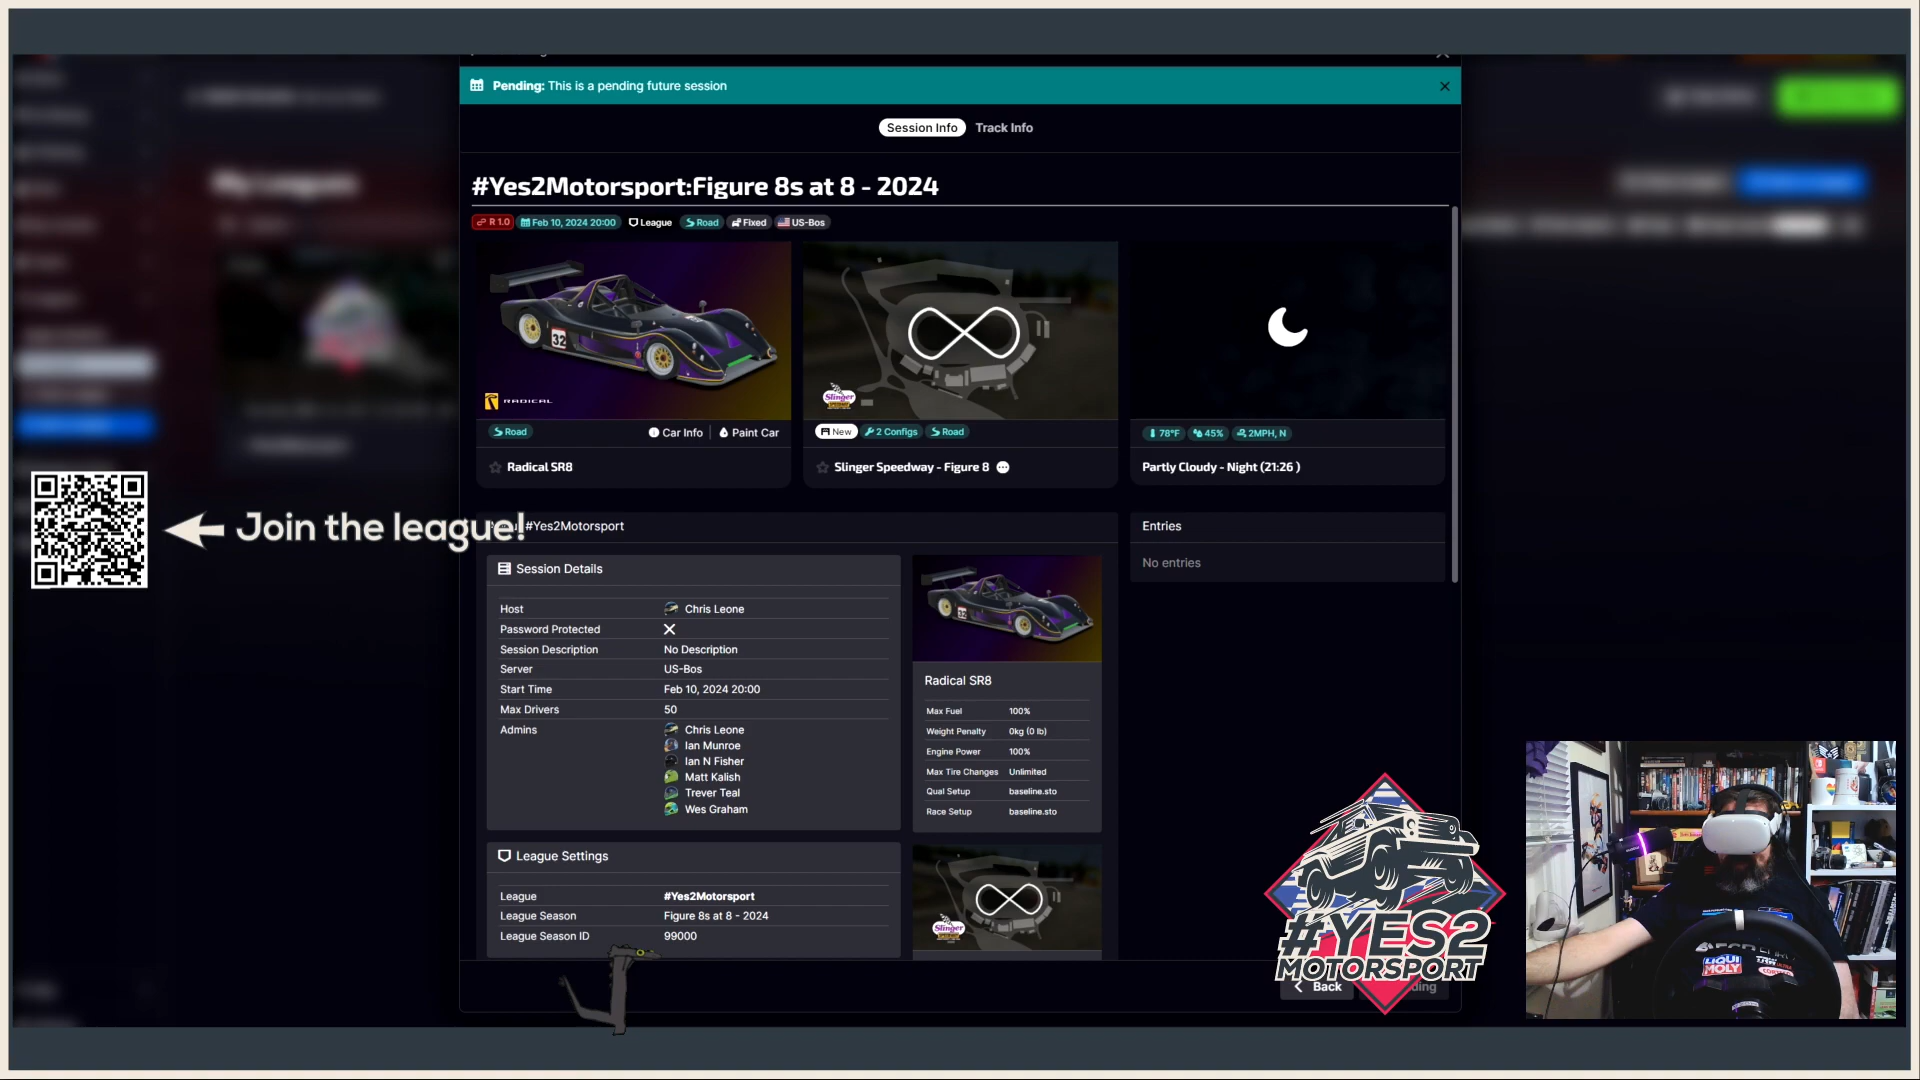 Pending: This is a pending future session
Session Info
Track Info
#Yes2Motorsport:Figure 8s at 8 - 2024
R 1.0
Feb 10, 2024 20:00
League
Road
Fixed
US-Bos
32
RADICAL
Road
Car Info
Paint Car
Radical SR8
Slinger
New
2 Configs
Road
Slinger Speedway - Figure 8
78°F
45%
2MPH, N
Partly Cloudy - Night (21:26 )
My Leagues
Join the league!
#Yes2Motorsport
Entries
No entries
Session Details
Host Chris Leone
Password Protected
Session Description No Description
Server US-Bos
Start Time Feb 10, 2024 20:00
Max Drivers 50
Admins Chris Leone
Ian Munroe
Ian N Fisher
Matt Kalish
Trever Teal
Wes Graham
Radical SR8
Max Fuel 100%
Weight Penalty 0kg (0 lb)
Engine Power 100%
Max Tire Changes Unlimited
Qual Setup baseline.sto
Race Setup baseline.sto
League Settings
League #Yes2Motorsport
League Season Figure 8s at 8 - 2024
League Season ID 99000
Slinger
#YES2
MOTORSPORT
Back
LIQUI
MOLY